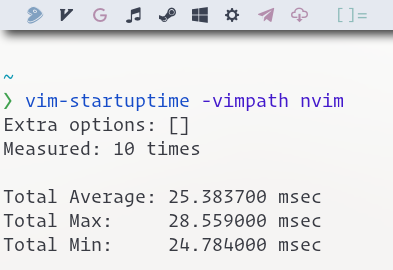 []=
~
❯ vim-startuptime -vimpath nvim
Extra options: []
Measured: 10 times
Total Average: 25.383700 msec
Total Max: 28.559000 msec
Total Min: 24.784000 msec